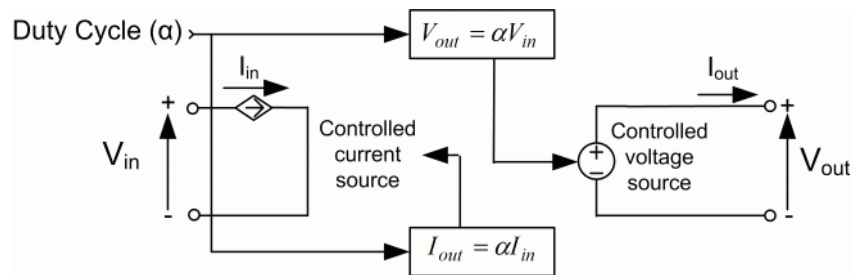 Duty Cycle (α)
V_out = αV_in
I_in
I_out
+
+
Controlled
current
source
+
−
Controlled
voltage
source
V_in
V_out
-
-
I_out = αI_in